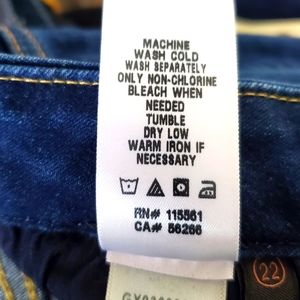 MACHINE
WASH COLD
WASH SEPARATELY
ONLY NON-CHLORINE
BLEACH WHEN
NEEDED
TUMBLE
DRY LOW
WARM IRON IF
NECESSARY
RN# 115561
CA# 56266
22